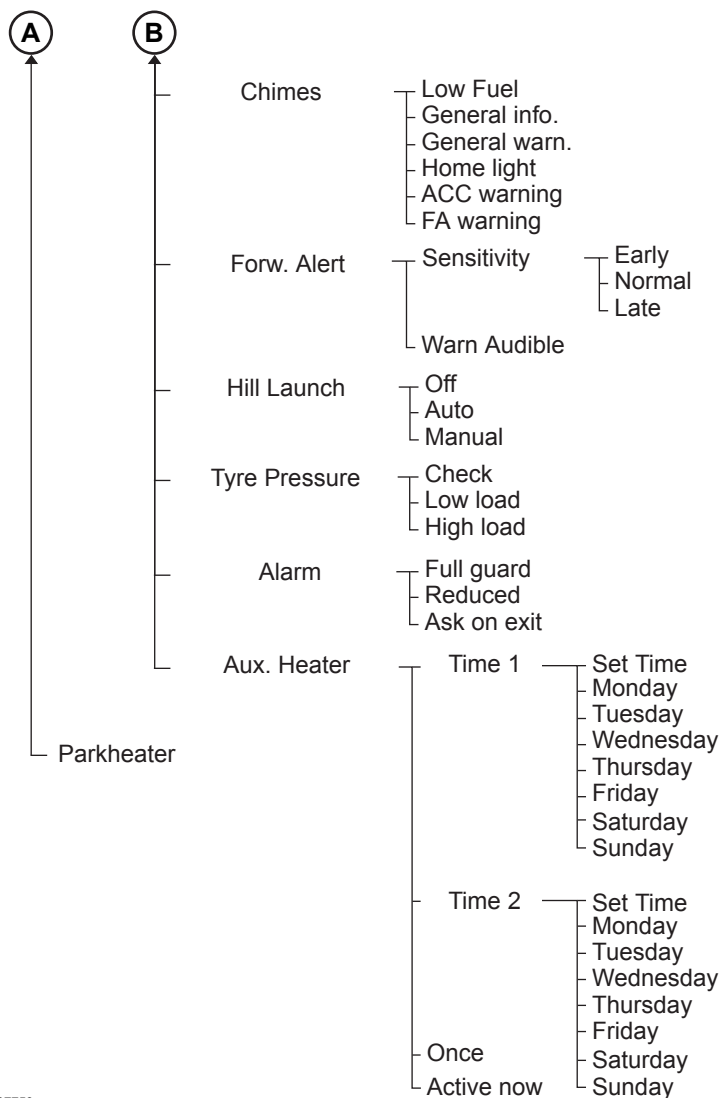 A B
Chimes Low Fuel
General info.
General warn.
Home light
ACC warning
FA warning
Forw. Alert Sensitivity Early
Normal
Late
Warn Audible
Hill Launch Off
Auto
Manual
Tyre Pressure Check
Low load
High load
Alarm Full guard
Reduced
Ask on exit
Aux. Heater Time 1 Set Time
Monday
Tuesday
Wednesday
Parkheater
Thursday
Friday
Saturday
Sunday
Time 2 Set Time
Monday
Tuesday
Wednesday
Thursday
Friday
Once Saturday
Active now Sunday